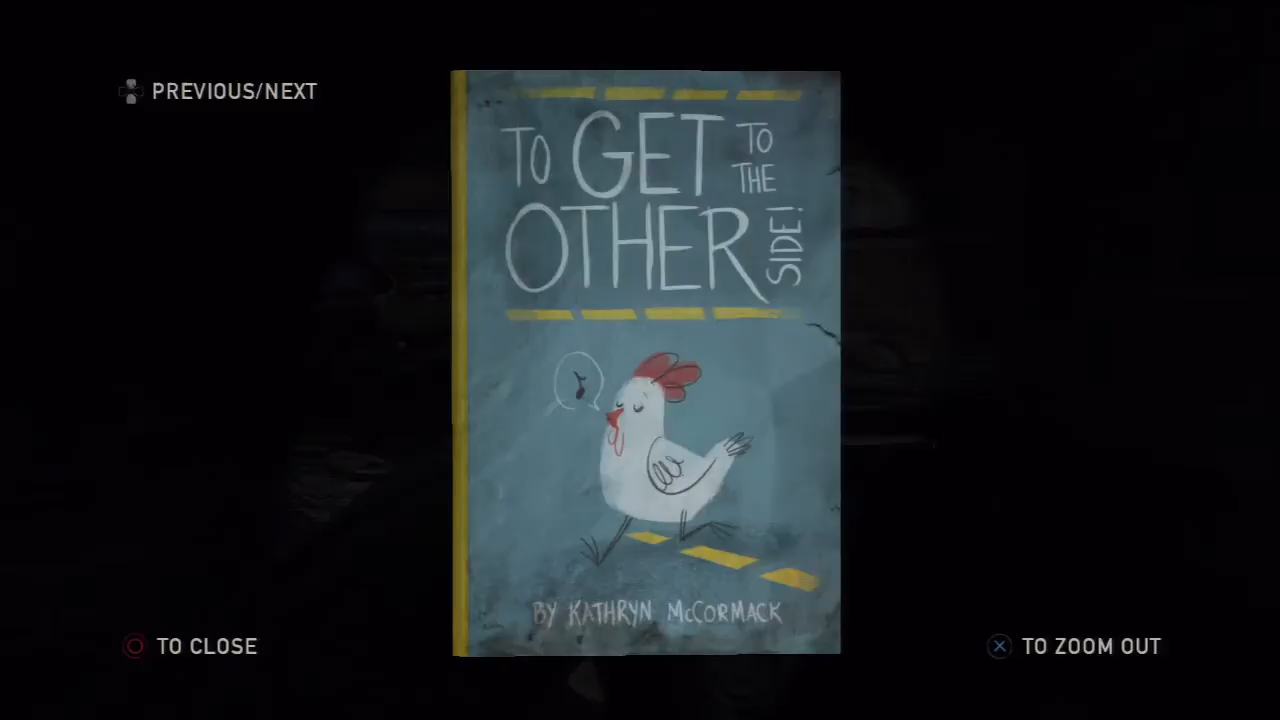 PREVIOUS/NEXT
TO GET TO THE
OTHER SIDE!
BY KATHRYN McCORMACK
TO CLOSE
TO ZOOM OUT